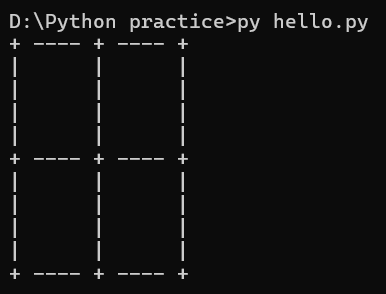 D:\Python practice>py hello.py
+ ---- + ---- +
|      |      |
|      |      |
|      |      |
|      |      |
+ ---- + ---- +
|      |      |
|      |      |
|      |      |
|      |      |
+ ---- + ---- +